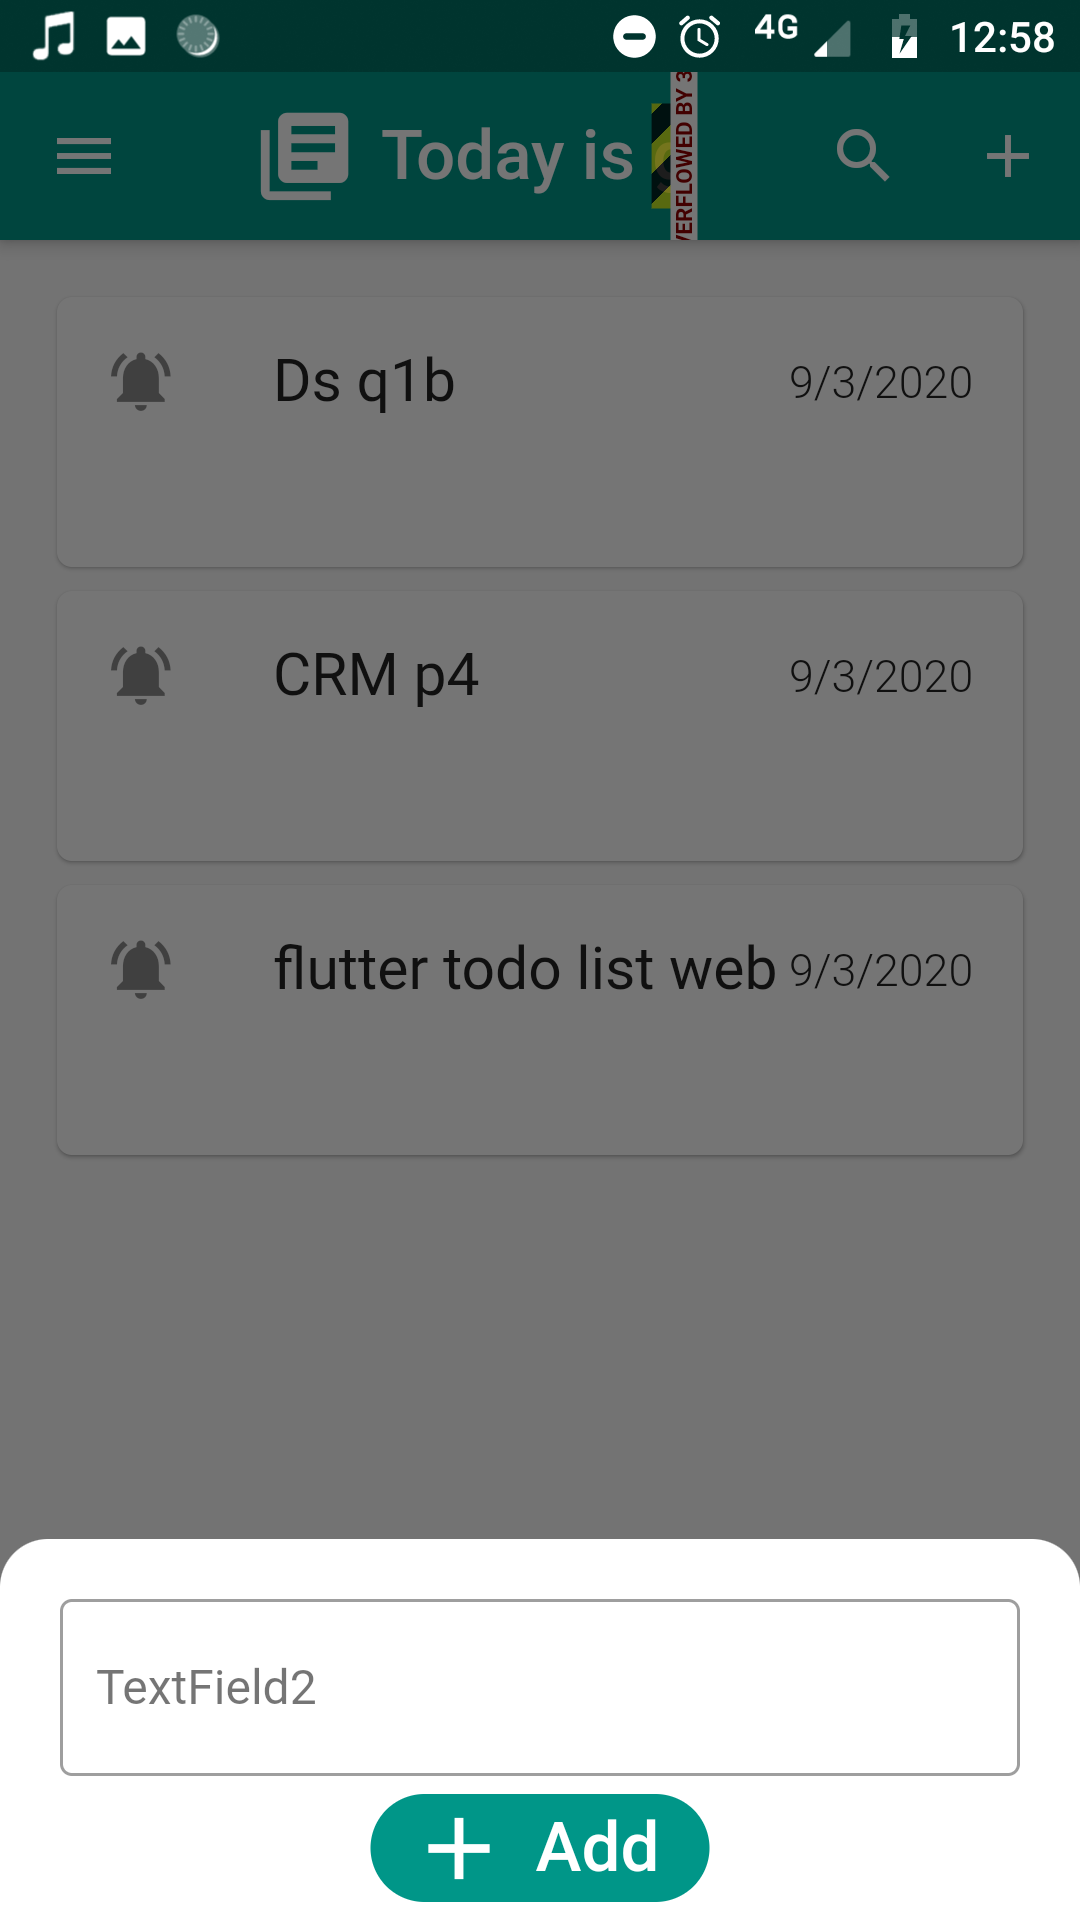 4G 12:58
Today is
VERFLOWED BY 3
Ds q1b 9/3/2020
CRM p4 9/3/2020
flutter todo list web 9/3/2020
TextField2
Add